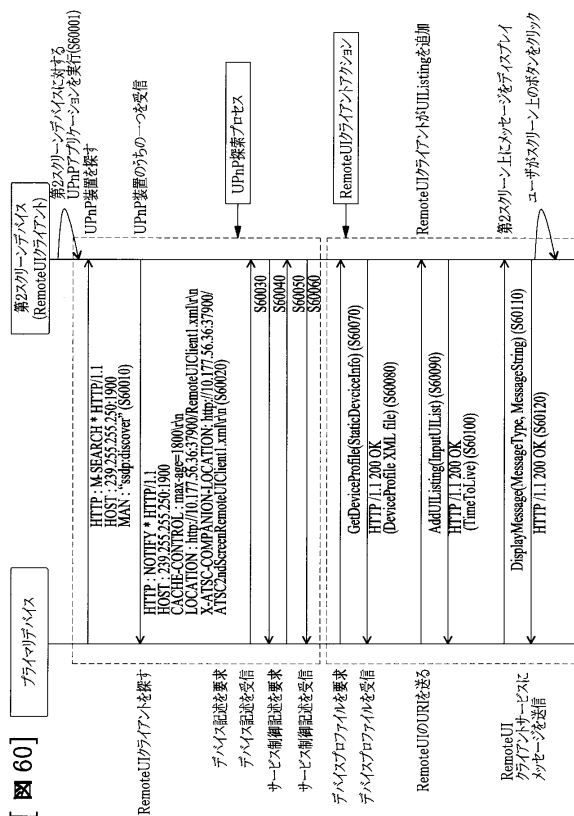 [図 60]
プライマリデバイス
第2スクリーンデバイス
(RemoteUIクライアント)
第2スクリーンデバイスに対する
UPnPアプリケーションを実行(S60001)
UPnP装置を探す
HTTP : M-SEARCH * HTTP/1.1
HOST : 239.255.255.250:1900
MAN : "ssdp:discover" (S60010)
RemoteUIクライアントを探す
UPnP装置のうちの一つを受信
HTTP : NOTIFY * HTTP/1.1
HOST : 239.255.255.250:1900
CACHE-CONTROL : max-age=1800\r\n
LOCATION : http://10.177.56.36:37900/RemoteUIClient1.xml\r\n
X-ATSC-COMPANION-LOCATION: http://10.177.56.36:37900/
ATSC2ndScreenRemoteUIClient1.xml\r\n (S60020)
UPnP探索プロセス
デバイス記述を要求
S60030
デバイス記述を受信
S60040
サービス制御記述を要求
S60050
サービス制御記述を受信
S60060
RemoteUIクライアントアクション
デバイスプロファイルを要求
GetDeviceProfile(StaticDevceInfo) (S60070)
デバイスプロファイルを受信
HTTP /1.1 200 OK
(DeviceProfile XML file) (S60080)
RemoteUIのURIを送る
AddUIListing(InputUIList) (S60090)
RemoteUIクライアントがUIListingを追加
HTTP /1.1 200 OK
(TimeToLive) (S60100)
RemoteUI
クライアントサービスに
メッセージを送信
DisplayMessage(MessageType, MessageString) (S60110)
第2スクリーン上にメッセージをディスプレイ
HTTP /1.1 200 OK (S60120)
ユーザがスクリーン上のボタンをクリック